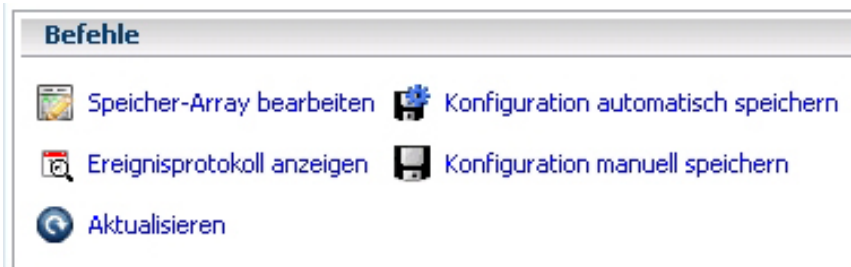 Befehle
Speicher-Array bearbeiten Konfiguration automatisch speichern
Ereignisprotokoll anzeigen Konfiguration manuell speichern
Aktualisieren